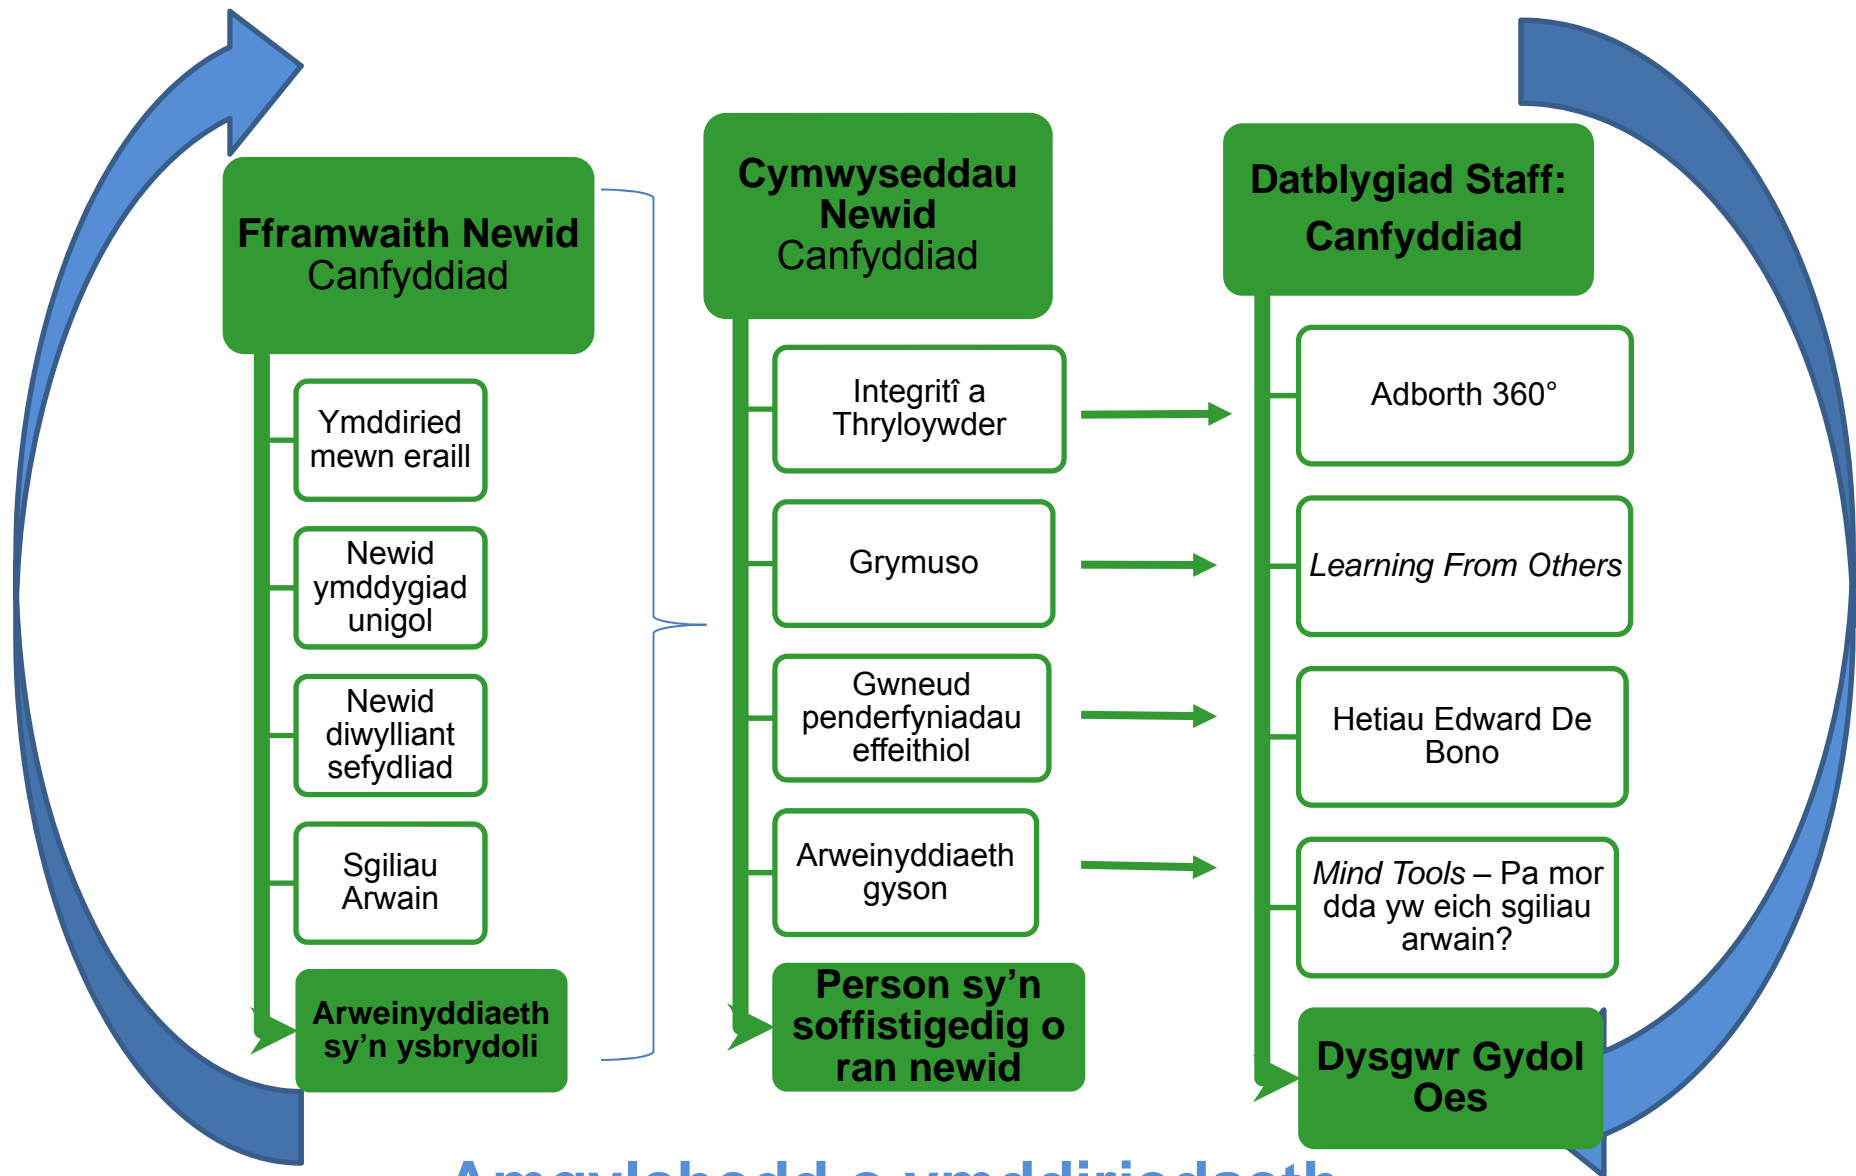 Fframwaith Newid
Canfyddiad
Ymddiried
mewn eraill
Newid
ymddygiad
unigol
Newid
diwylliant
sefydliad
Sgiliau
Arwain
Arweinyddiaeth
sy’n ysbrydoli
Cymwyseddau
Newid
Canfyddiad
Integritî a
Thryloywder
Grymuso
Gwneud
penderfyniadau
effeithiol
Arweinyddiaeth
gyson
Person sy’n
soffistigedig o
ran newid
Datblygiad Staff:
Canfyddiad
Adborth 360°
Learning From Others
Hetiau Edward De
Bono
Mind Tools – Pa mor
dda yw eich sgiliau
arwain?
Dysgwr Gydol
Oes
Amgylchedd o ymddiriedaeth